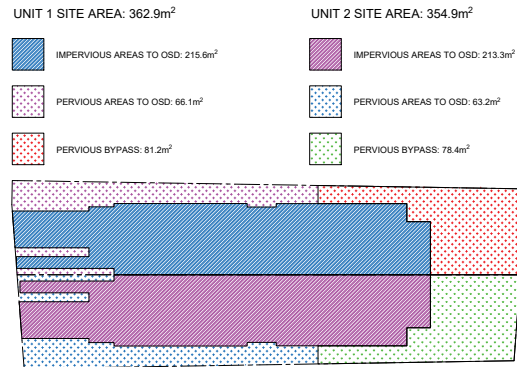 UNIT 1 SITE AREA: 362.9m²
IMPERVIOUS AREAS TO OSD: 215.6m²
PERVIOUS AREAS TO OSD: 66.1m²
PERVIOUS BYPASS: 81.2m²
UNIT 2 SITE AREA: 354.9m²
IMPERVIOUS AREAS TO OSD: 213.3m²
PERVIOUS AREAS TO OSD: 63.2m²
PERVIOUS BYPASS: 78.4m²